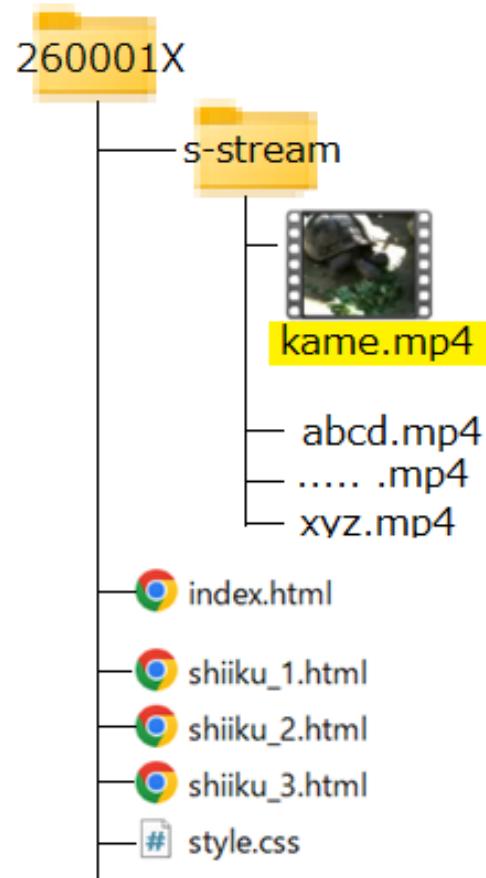 260001X
s-stream
kame.mp4
abcd.mp4
..... .mp4
xyz.mp4
index.html
shiiku_1.html
shiiku_2.html
shiiku_3.html
# style.css